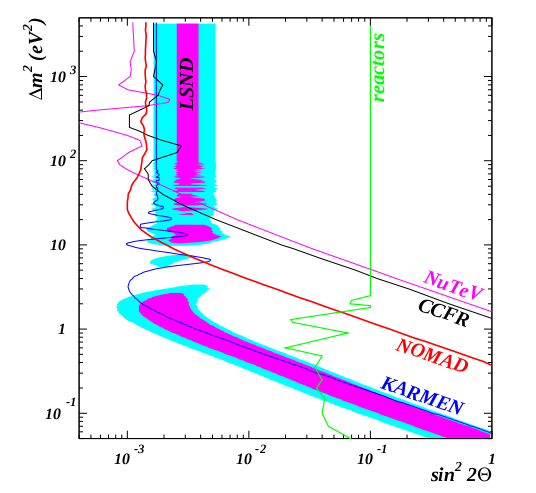 Δm² (eV²)
10³
10²
10
1
10⁻¹
LSND
reactors
NuTeV
CCFR
NOMAD
KARMEN
10⁻³
10⁻²
10⁻¹
1
sin² 2Θ